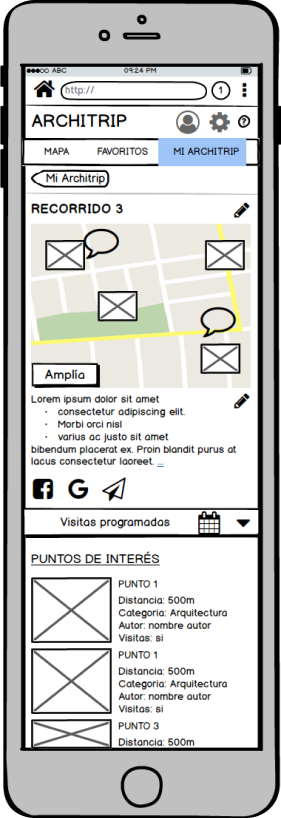 ABC 09:24 PM
http:// 1
ARCHITRIP ?
MAPA FAVORITOS MI ARCHITRIP
Mi Architrip
RECORRIDO 3
Amplía
Lorem ipsum dolor sit amet
· consectetur adipiscing elit.
· Morbi orci nisl
· varius ac justo sit amet
bibendum placerat ex. Proin blandit purus at
lacus consectetur laoreet. ...
f G
Visitas programadas
PUNTOS DE INTERÉS
PUNTO 1
Distancia: 500m
Categoria: Arquitectura
Autor: nombre autor
Visitas: si
PUNTO 1
Distancia: 500m
Categoria: Arquitectura
Autor: nombre autor
Visitas: si
PUNTO 3
Distancia: 500m